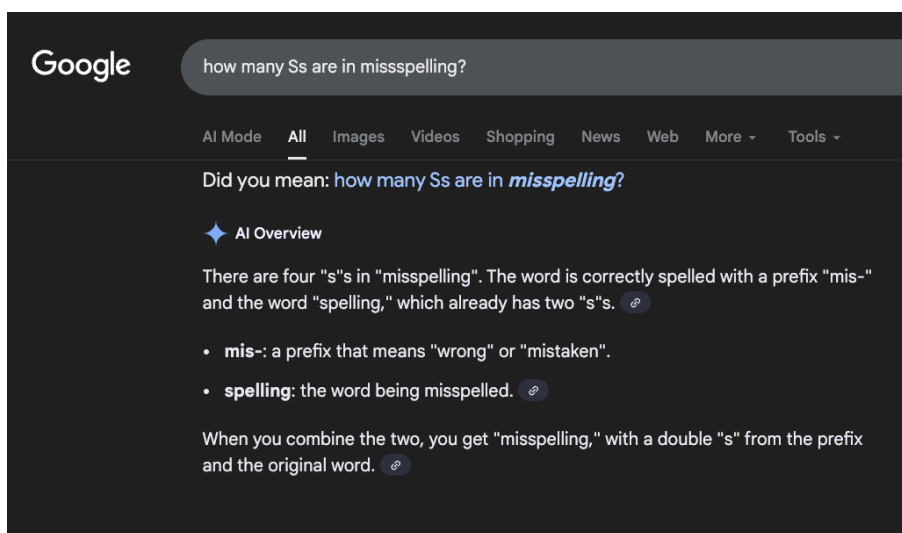 Google
how many Ss are in missspelling?
AI Mode All Images Videos Shopping News Web More Tools
Did you mean: how many Ss are in misspelling?
AI Overview
There are four "s"s in "misspelling". The word is correctly spelled with a prefix "mis-"
and the word "spelling," which already has two "s"s.
• mis-: a prefix that means "wrong" or "mistaken".
• spelling: the word being misspelled.
When you combine the two, you get "misspelling," with a double "s" from the prefix
and the original word.